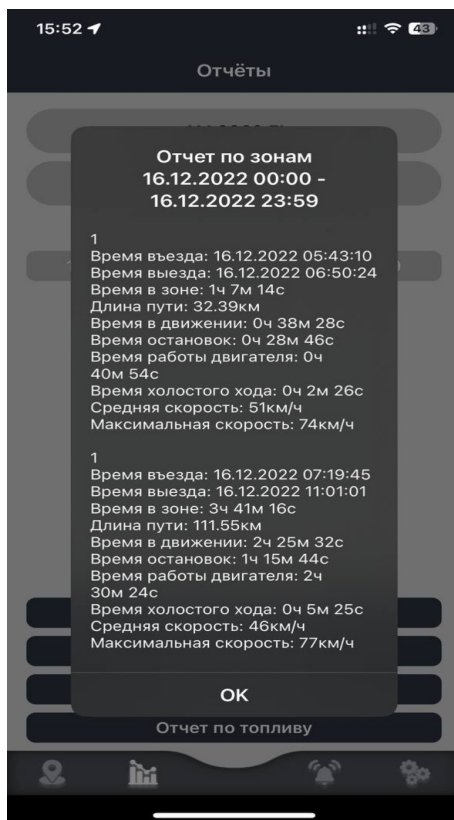 15:52
43
Отчёты
Отчет по зонам
16.12.2022 00:00 -
16.12.2022 23:59
1
Время въезда: 16.12.2022 05:43:10
Время выезда: 16.12.2022 06:50:24
Время в зоне: 1ч 7м 14с
Длина пути: 32.39км
Время в движении: 0ч 38м 28с
Время остановок: 0ч 28м 46с
Время работы двигателя: 0ч
40м 54с
Время холостого хода: 0ч 2м 26с
Средняя скорость: 51км/ч
Максимальная скорость: 74км/ч
1
Время въезда: 16.12.2022 07:19:45
Время выезда: 16.12.2022 11:01:01
Время в зоне: 3ч 41м 16с
Длина пути: 111.55км
Время в движении: 2ч 25м 32с
Время остановок: 1ч 15м 44с
Время работы двигателя: 2ч
30м 24с
Время холостого хода: 0ч 5м 25с
Средняя скорость: 46км/ч
Максимальная скорость: 77км/ч
OK
Отчет по топливу